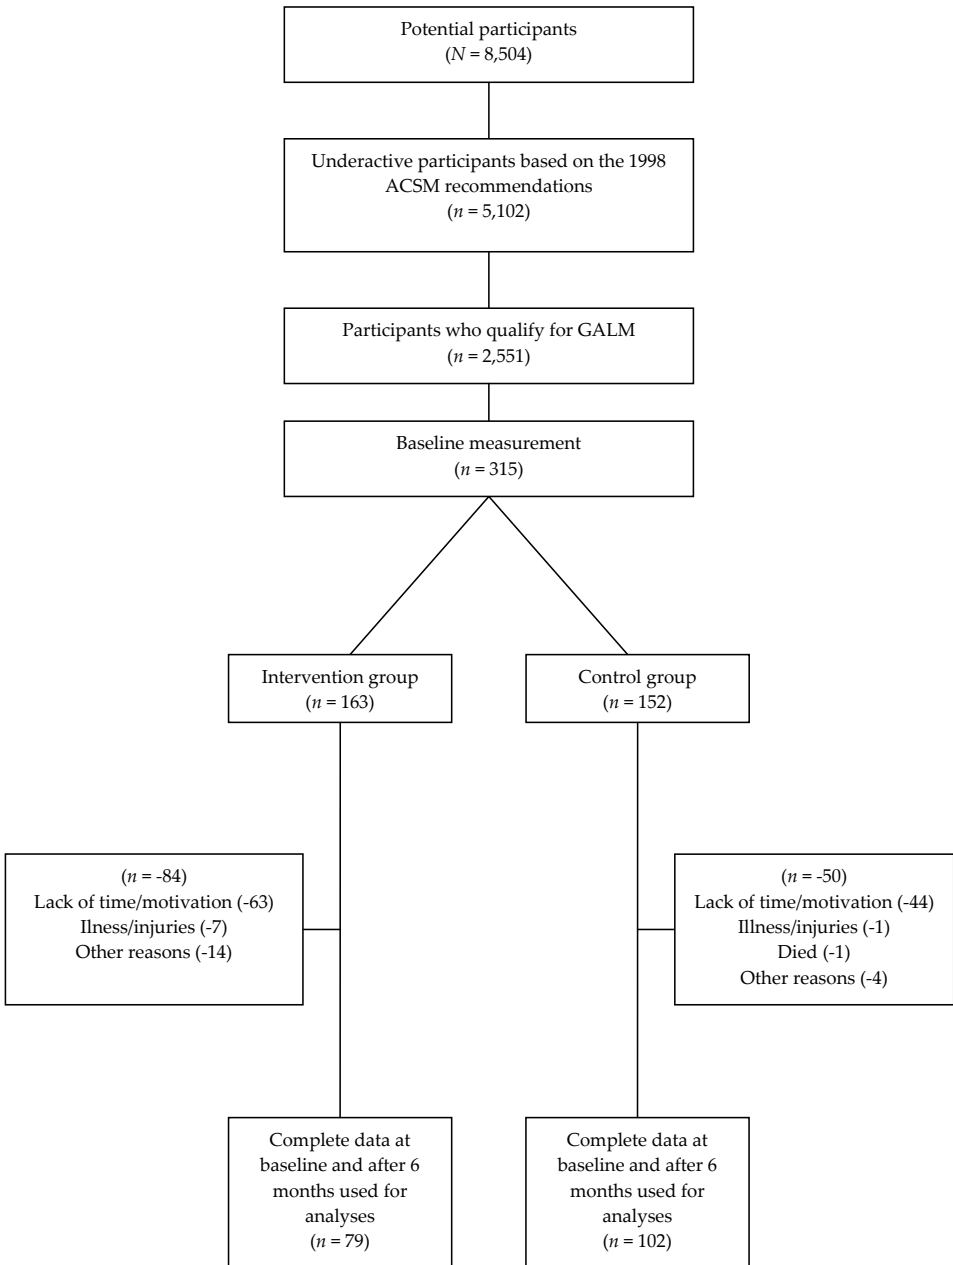 Potential participants
(N = 8,504)
Underactive participants based on the 1998
ACSM recommendations
(n = 5,102)
Participants who qualify for GALM
(n = 2,551)
Baseline measurement
(n = 315)
Intervention group
(n = 163)
Control group
(n = 152)
(n = -84)
Lack of time/motivation (-63)
Ilness/injuries (-7)
Other reasons (-14)
(n = -50)
Lack of time/motivation (-44)
Illness/injuries (-1)
Died (-1)
Other reasons (-4)
Complete data at
baseline and after 6
months used for
analyses
(n = 79)
Complete data at
baseline and after 6
months used for
analyses
(n = 102)